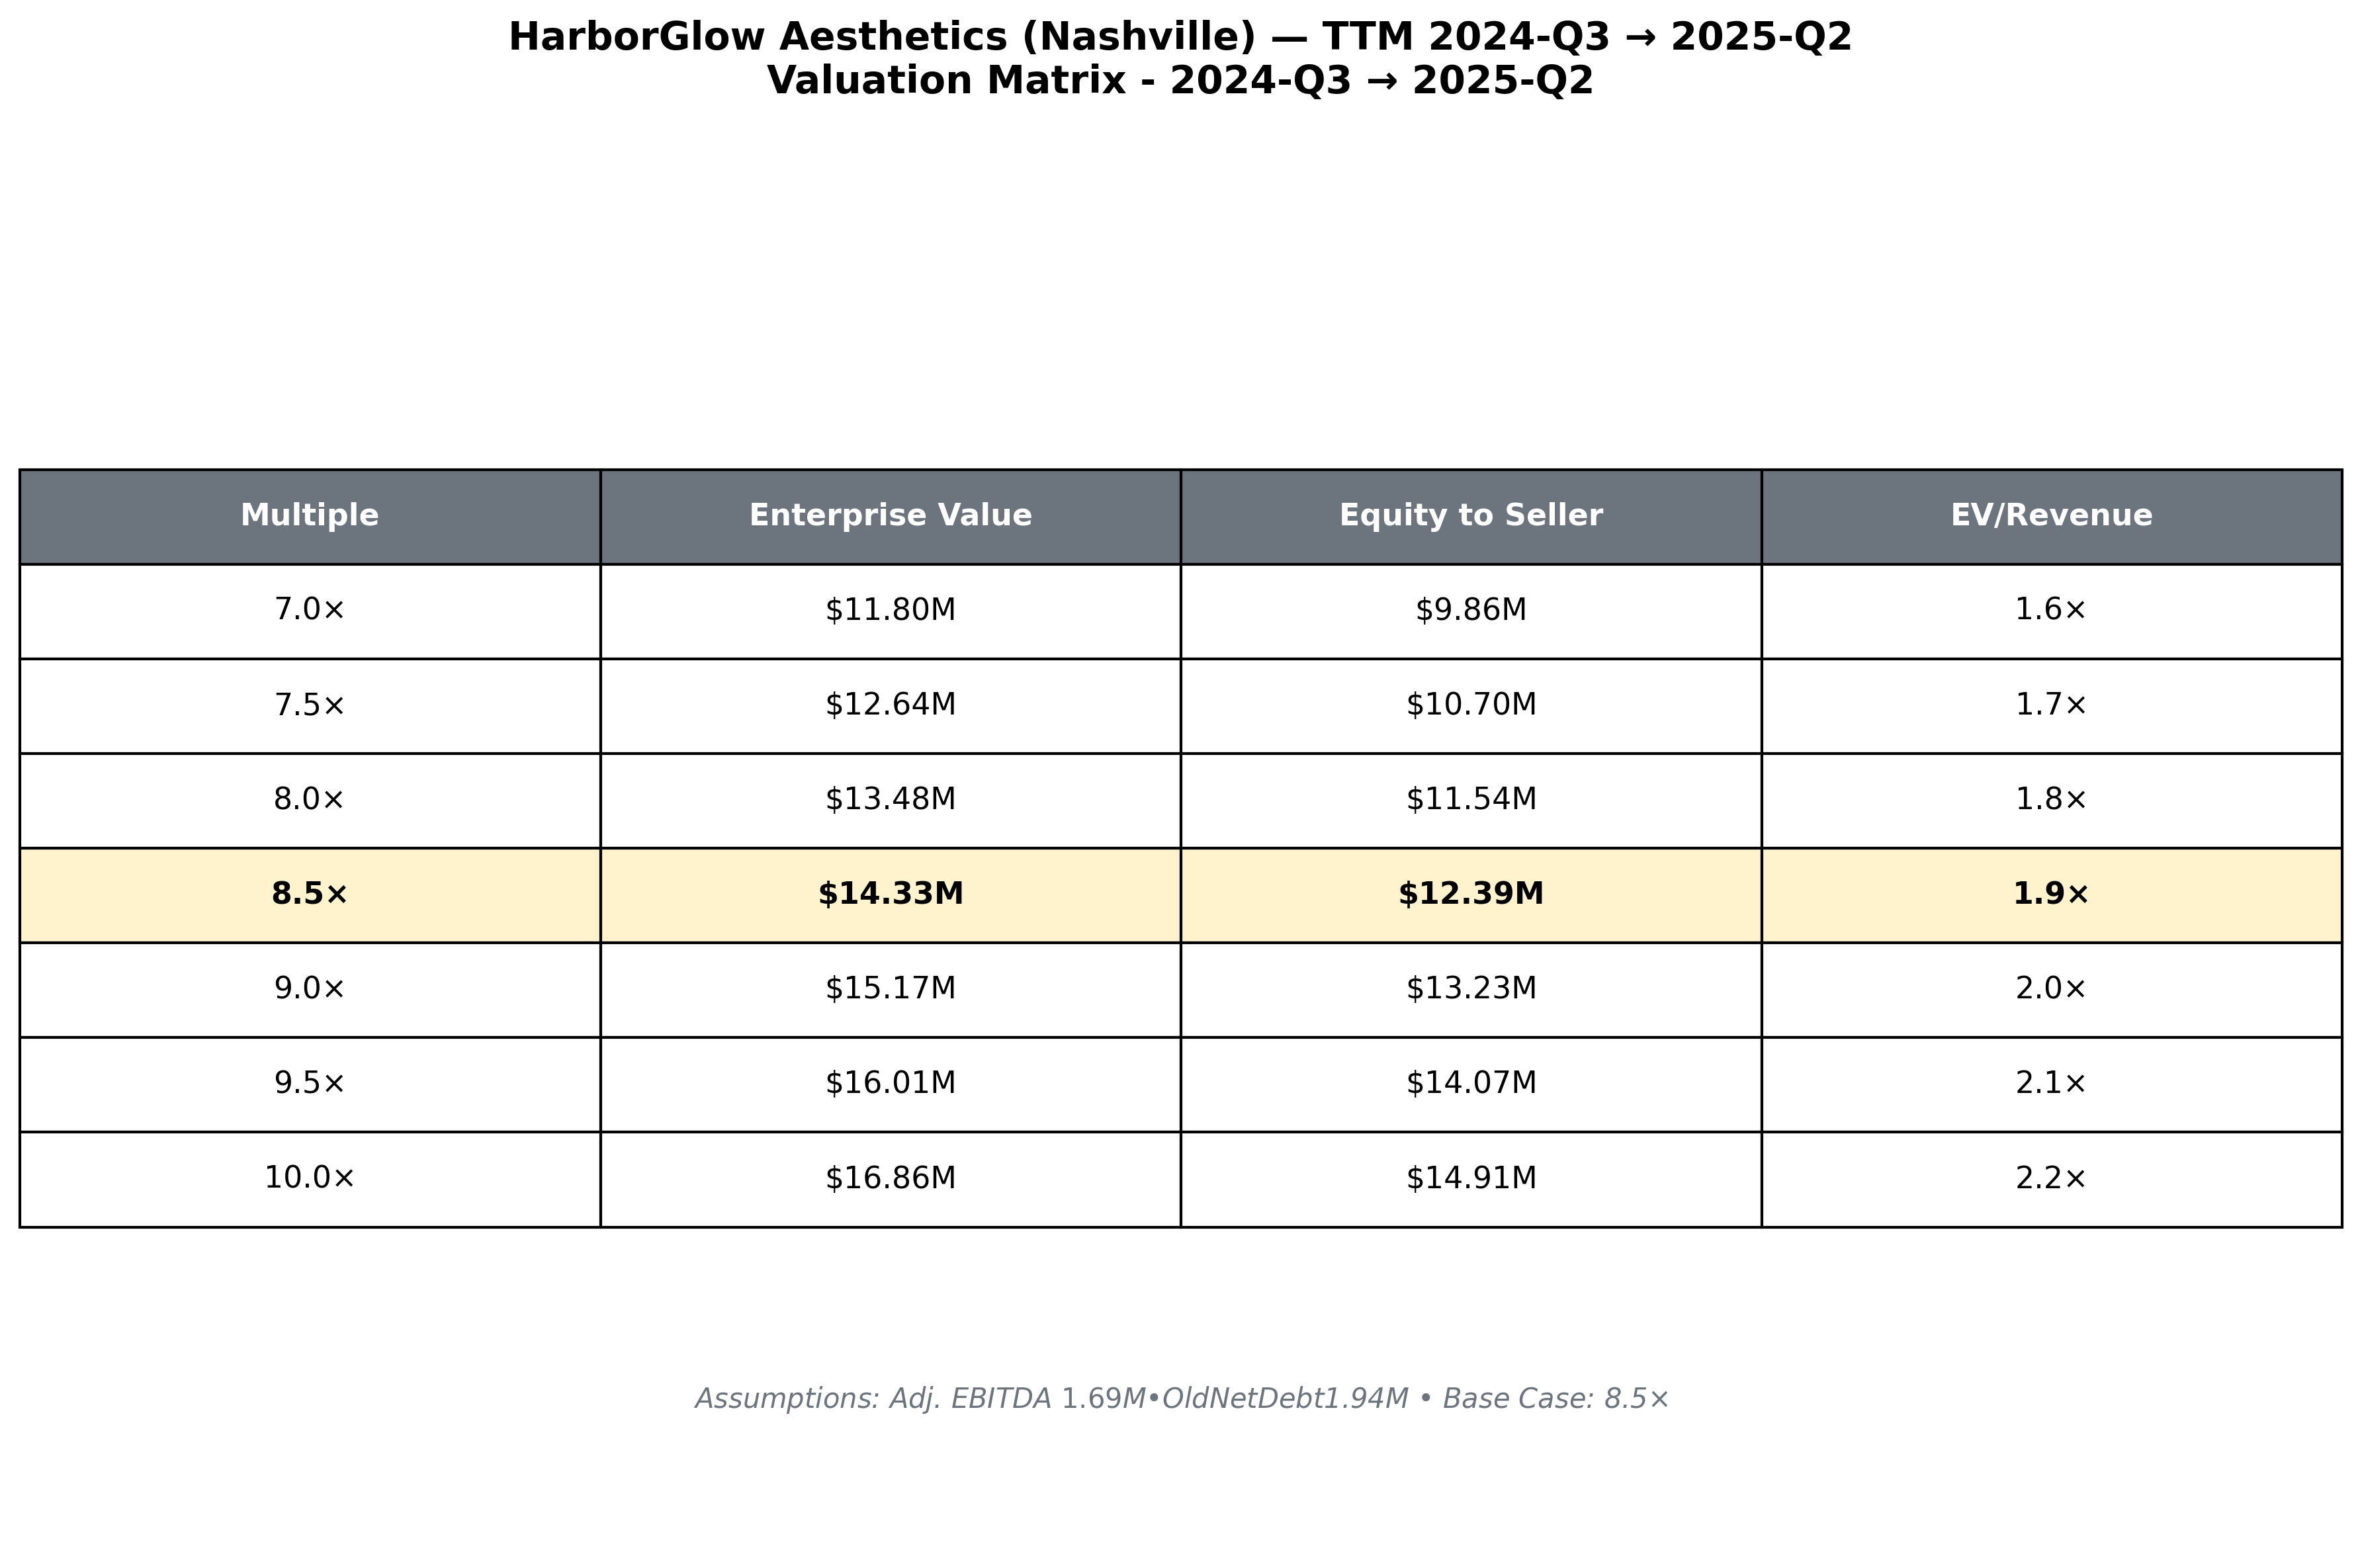 HarborGlow Aesthetics (Nashville) — TTM 2024-Q3 → 2025-Q2
Valuation Matrix - 2024-Q3 → 2025-Q2
Multiple Enterprise Value Equity to Seller EV/Revenue
7.0× $11.80M $9.86M 1.6×
7.5× $12.64M $10.70M 1.7×
8.0× $13.48M $11.54M 1.8×
8.5× $14.33M $12.39M 1.9×
9.0× $15.17M $13.23M 2.0×
9.5× $16.01M $14.07M 2.1×
10.0× $16.86M $14.91M 2.2×
Assumptions: Adj. EBITDA 1.69M•OldNetDebt1.94M • Base Case: 8.5×